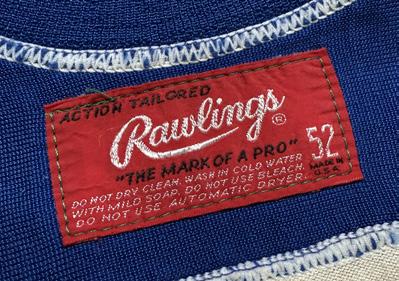 ACTION TAILORED
Rawlings ®
"THE MARK OF A PRO" 52
DO NOT DRY CLEAN. WASH IN COLD WATER
WITH MILD SOAP. DO NOT USE BLEACH.
DO NOT USE AUTOMATIC DRYER.
MADE IN
U.S.A.